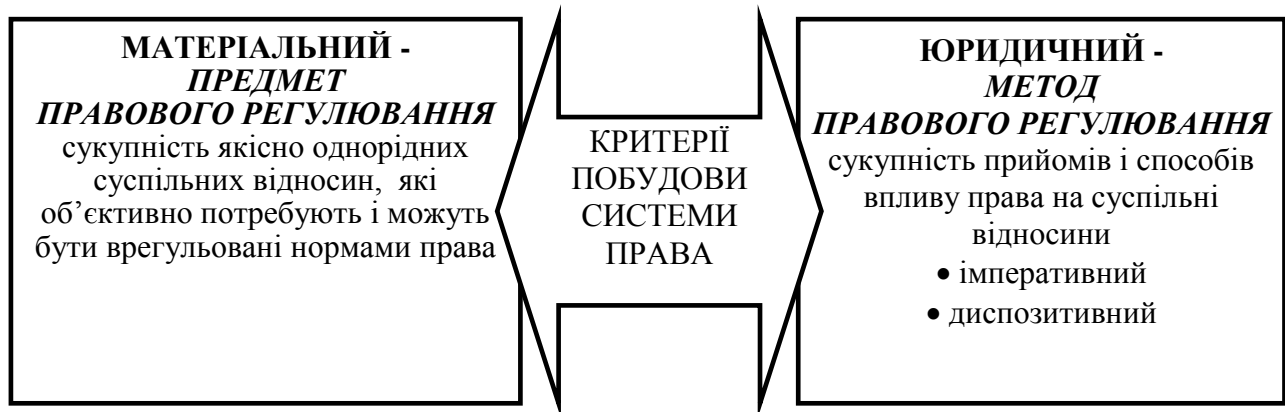 МАТЕРІАЛЬНИЙ -
ПРЕДМЕТ
ПРАВОВОГО РЕГУЛЮВАННЯ
сукупність якісно однорідних
суспільних відносин, які
об’єктивно потребують і можуть
бути врегульовані нормами права
КРИТЕРІЇ
ПОБУДОВИ
СИСТЕМИ
ПРАВА
ЮРИДИЧНИЙ -
МЕТОД
ПРАВОВОГО РЕГУЛЮВАННЯ
сукупність прийомів і способів
впливу права на суспільні
відносини
• імперативний
• диспозитивний